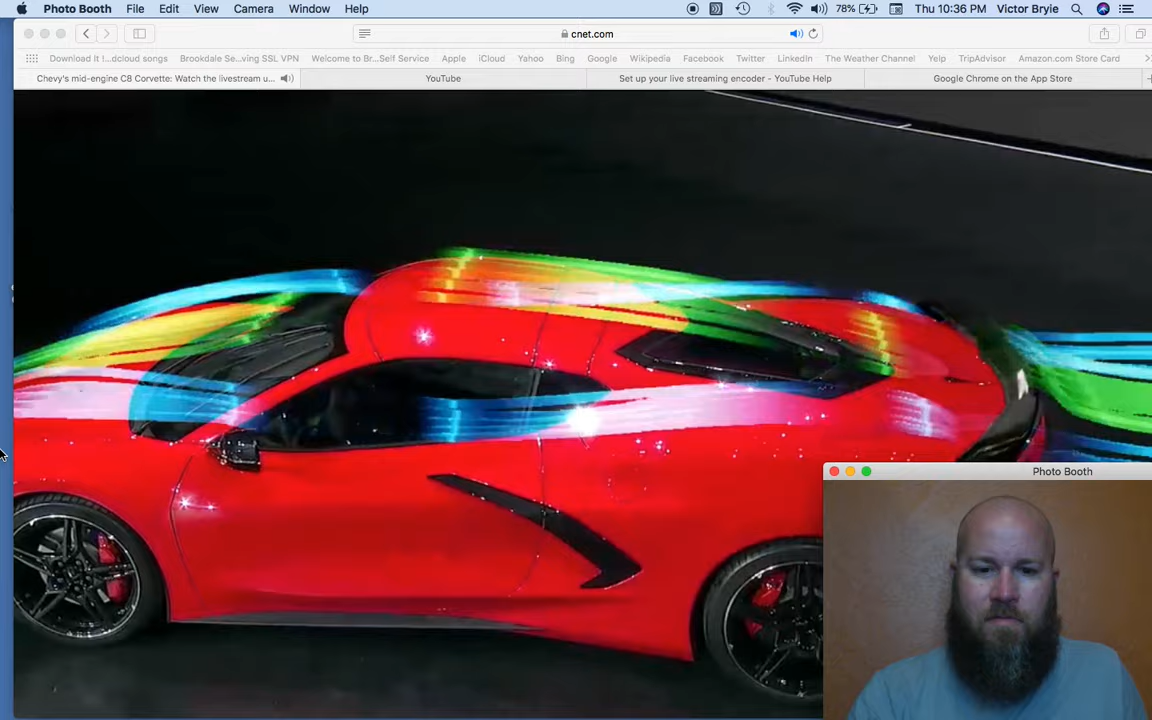 Photo Booth File Edit View Camera Window Help 78% Thu 10:36 PM Victor Bryie
cnet.com
Download It !...dcloud songs Brookdale Se...ving SSL VPN Welcome to Br...Self Service Apple iCloud Yahoo Bing Google Wikipedia Facebook Twitter LinkedIn The Weather Channel Yelp TripAdvisor Amazon.com Store Card
Chevy's mid-engine C8 Corvette: Watch the livestream u... YouTube Set up your live streaming encoder - YouTube Help Google Chrome on the App Store
Photo Booth